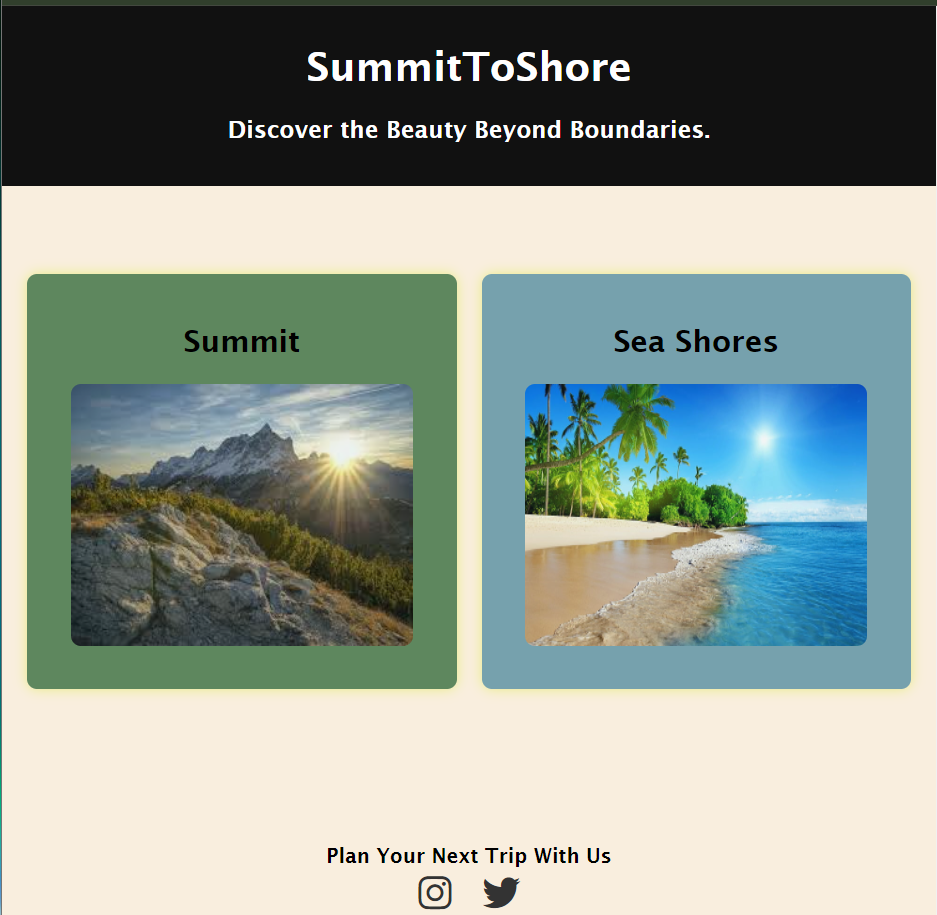 SummitToShore
Discover the Beauty Beyond Boundaries.
Summit
Sea Shores
Plan Your Next Trip With Us